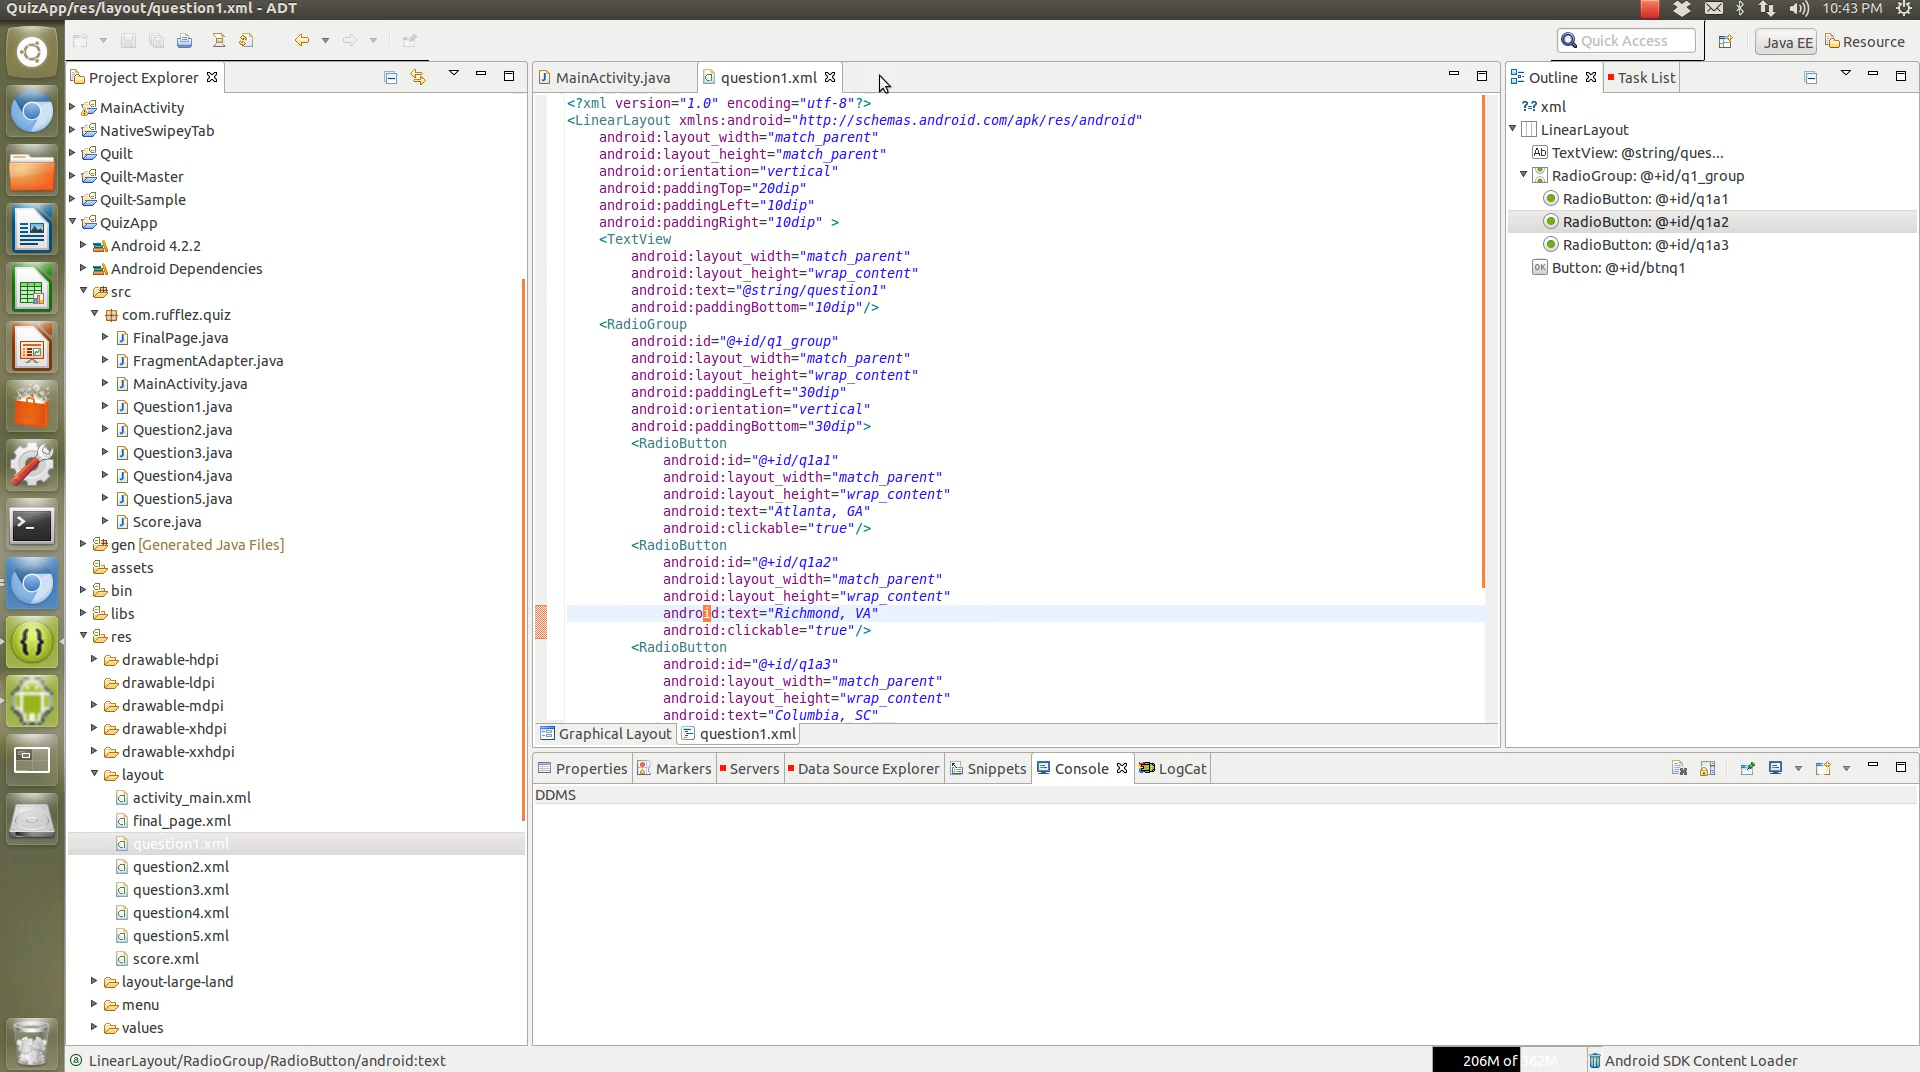 QuizApp/res/layout/question1.xml - ADT
10:43 PM
Quick Access
Java EE
Resource
Project Explorer
MainActivity
NativeSwipeyTab
Quilt
Quilt-Master
Quilt-Sample
QuizApp
Android 4.2.2
Android Dependencies
src
com.rufflez.quiz
FinalPage.java
FragmentAdapter.java
MainActivity.java
Question1.java
Question2.java
Question3.java
Question4.java
Question5.java
Score.java
gen [Generated Java Files]
assets
bin
libs
res
drawable-hdpi
drawable-ldpi
drawable-mdpi
drawable-xhdpi
drawable-xxhdpi
layout
activity_main.xml
final_page.xml
question1.xml
question2.xml
question3.xml
question4.xml
question5.xml
score.xml
layout-large-land
menu
values
MainActivity.java
question1.xml
<?xml version="1.0" encoding="utf-8"?>
<LinearLayout xmlns:android="http://schemas.android.com/apk/res/android"
android:layout_width="match_parent"
android:layout_height="match_parent"
android:orientation="vertical"
android:paddingTop="20dip"
android:paddingLeft="10dip"
android:paddingRight="10dip" >
<TextView
android:layout_width="match_parent"
android:layout_height="wrap_content"
android:text="@string/question1"
android:paddingBottom="10dip"/>
<RadioGroup
android:id="@+id/q1_group"
android:layout_width="match_parent"
android:layout_height="wrap_content"
android:paddingLeft="30dip"
android:orientation="vertical"
android:paddingBottom="30dip">
<RadioButton
android:id="@+id/q1a1"
android:layout_width="match_parent"
android:layout_height="wrap_content"
android:text="Atlanta, GA"
android:clickable="true"/>
<RadioButton
android:id="@+id/q1a2"
android:layout_width="match_parent"
android:layout_height="wrap_content"
android:text="Richmond, VA"
android:clickable="true"/>
<RadioButton
android:id="@+id/q1a3"
android:layout_width="match_parent"
android:layout_height="wrap_content"
android:text="Columbia, SC"
Graphical Layout
question1.xml
Outline
Task List
xml
LinearLayout
Ab TextView: @string/ques...
RadioGroup: @+id/q1_group
RadioButton: @+id/q1a1
RadioButton: @+id/q1a2
RadioButton: @+id/q1a3
OK Button: @+id/btnq1
Properties
Markers
Servers
Data Source Explorer
Snippets
Console
LogCat
DDMS
LinearLayout/RadioGroup/RadioButton/android:text
206M of 362M
Android SDK Content Loader